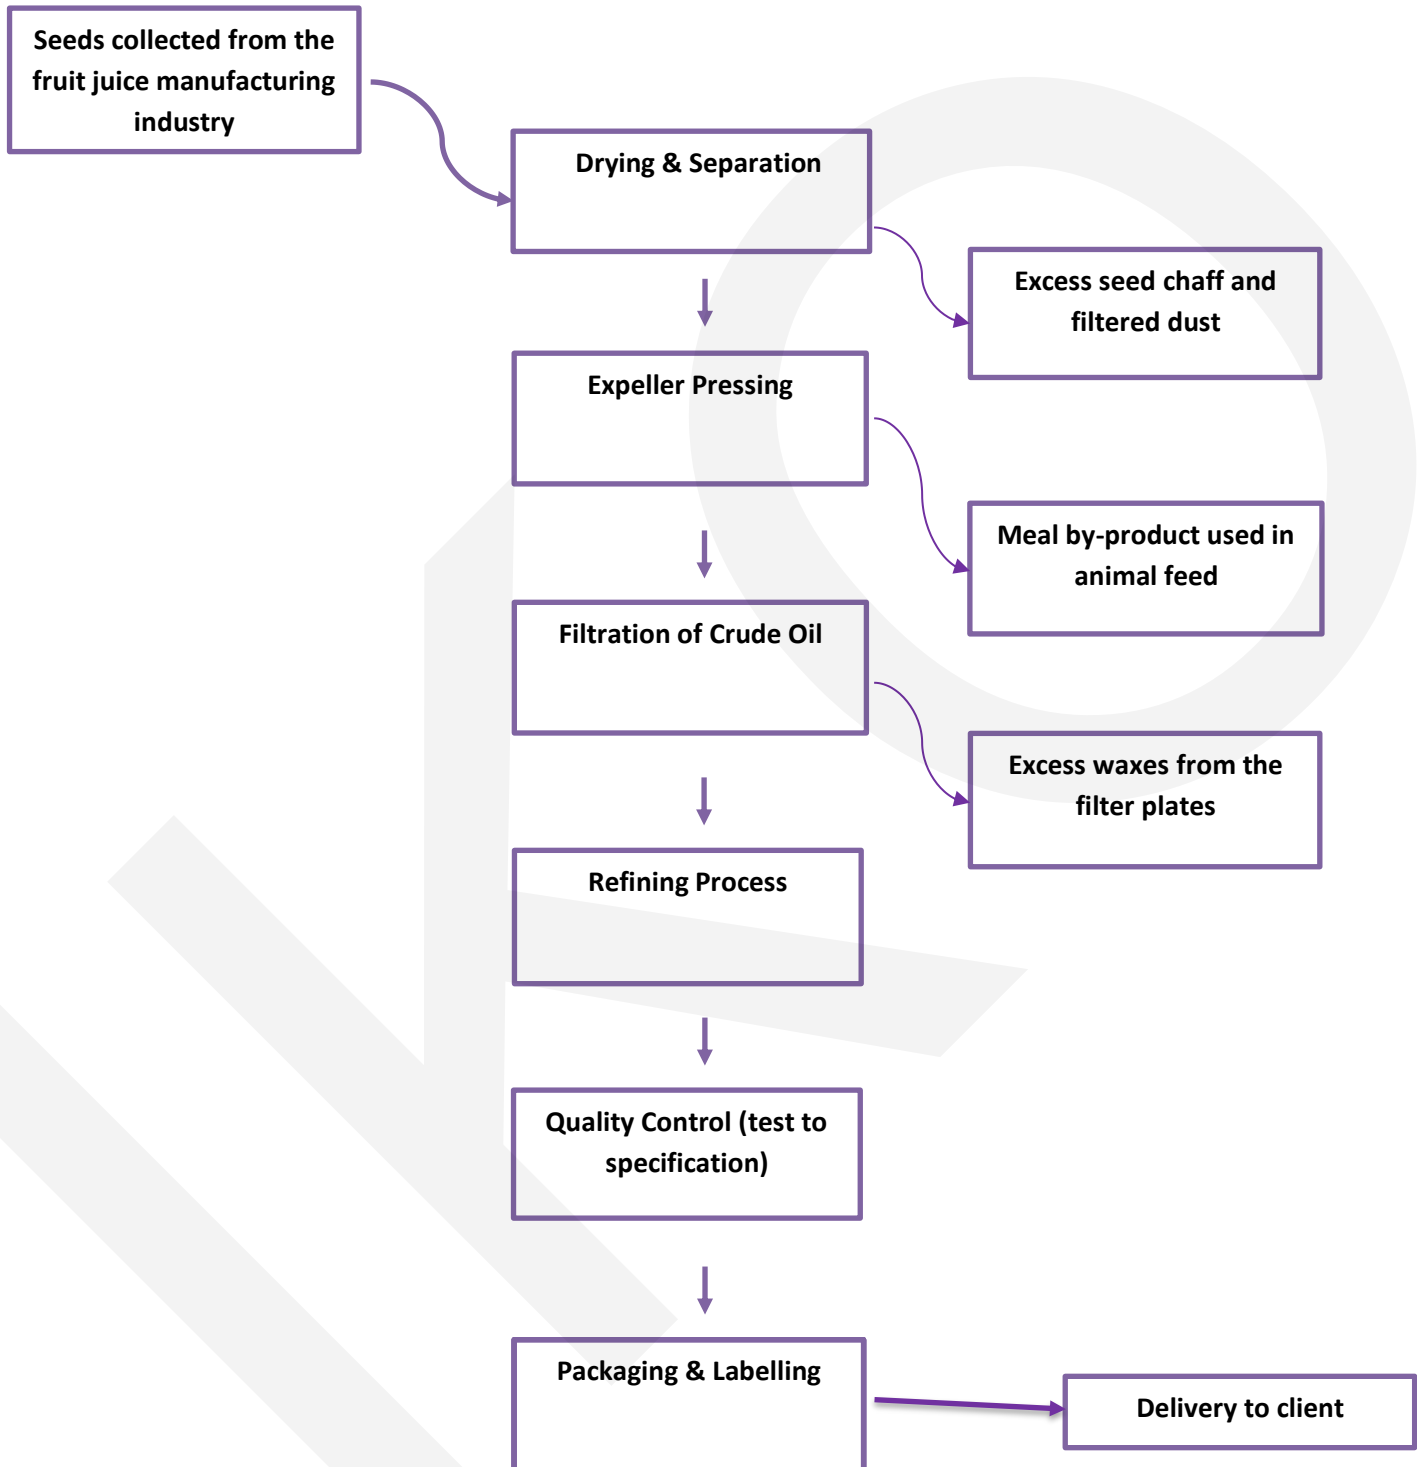 Seeds collected from the
fruit juice manufacturing
industry
Drying & Separation
Excess seed chaff and
filtered dust
Expeller Pressing
Meal by-product used in
animal feed
Filtration of Crude Oil
Excess waxes from the
filter plates
Refining Process
Quality Control (test to
specification)
Packaging & Labelling
Delivery to client